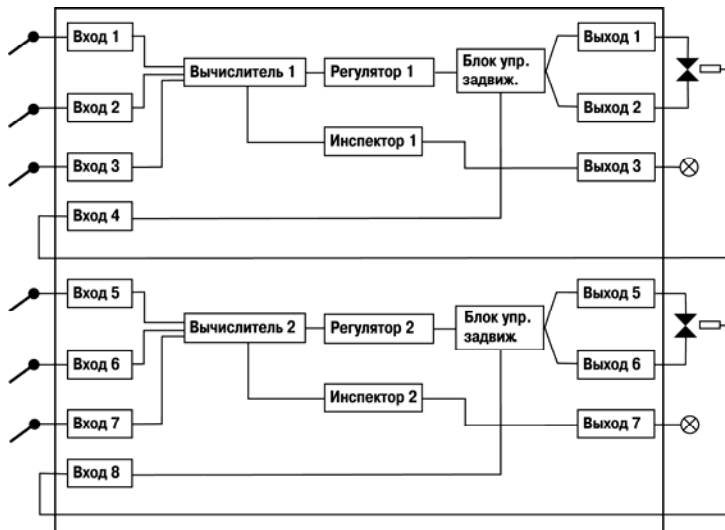 Вход 1
Выход 1
Вычислитель 1
Регулятор 1
Блок упр.
задвиж.
Вход 2
Выход 2
Инспектор 1
Вход 3
Выход 3
Вход 4
Вход 5
Выход 5
Вычислитель 2
Регулятор 2
Блок упр.
задвиж
Вход 6
Выход 6
Инспектор 2
Вход 7
Выход 7
Вход 8